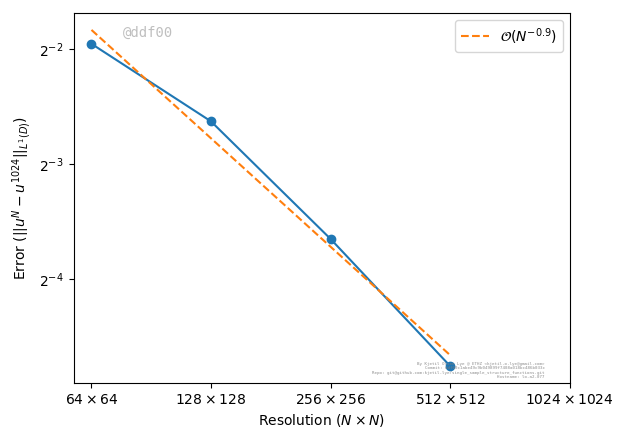 @ddf00
O(N^{-0.9})
2^{-2}
2^{-3}
2^{-4}
Error (||u^N − u^{1024}||_{L^1(D)})
64 × 64
128 × 128
256 × 256
512 × 512
1024 × 1024
Resolution (N × N)